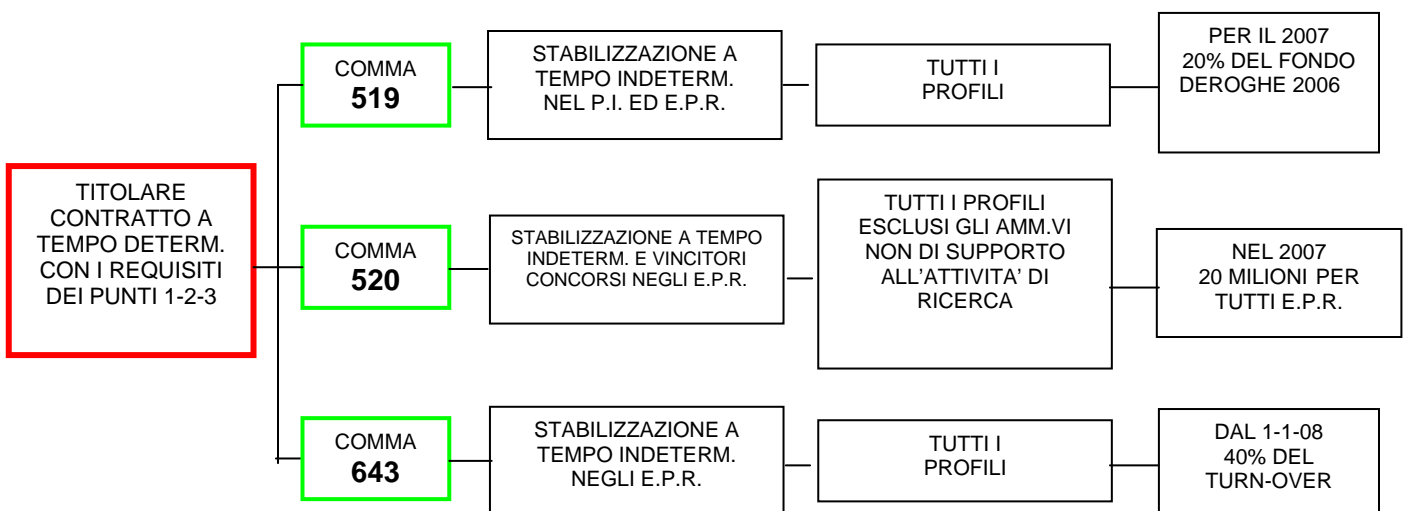 TITOLARE
CONTRATTO A
TEMPO DETERM.
CON I REQUISITI
DEI PUNTI 1-2-3
COMMA
519
STABILIZZAZIONE A
TEMPO INDETERM.
NEL P.I. ED E.P.R.
TUTTI I
PROFILI
PER IL 2007
20% DEL FONDO
DEROGHE 2006
COMMA
520
STABILIZZAZIONE A TEMPO
INDETERM. E VINCITORI
CONCORSI NEGLI E.P.R.
TUTTI I PROFILI
ESCLUSI GLI AMM.VI
NON DI SUPPORTO
ALL'ATTIVITA' DI
RICERCA
NEL 2007
20 MILIONI PER
TUTTI E.P.R.
COMMA
643
STABILIZZAZIONE A
TEMPO INDETERM.
NEGLI E.P.R.
TUTTI I
PROFILI
DAL 1-1-08
40% DEL
TURN-OVER